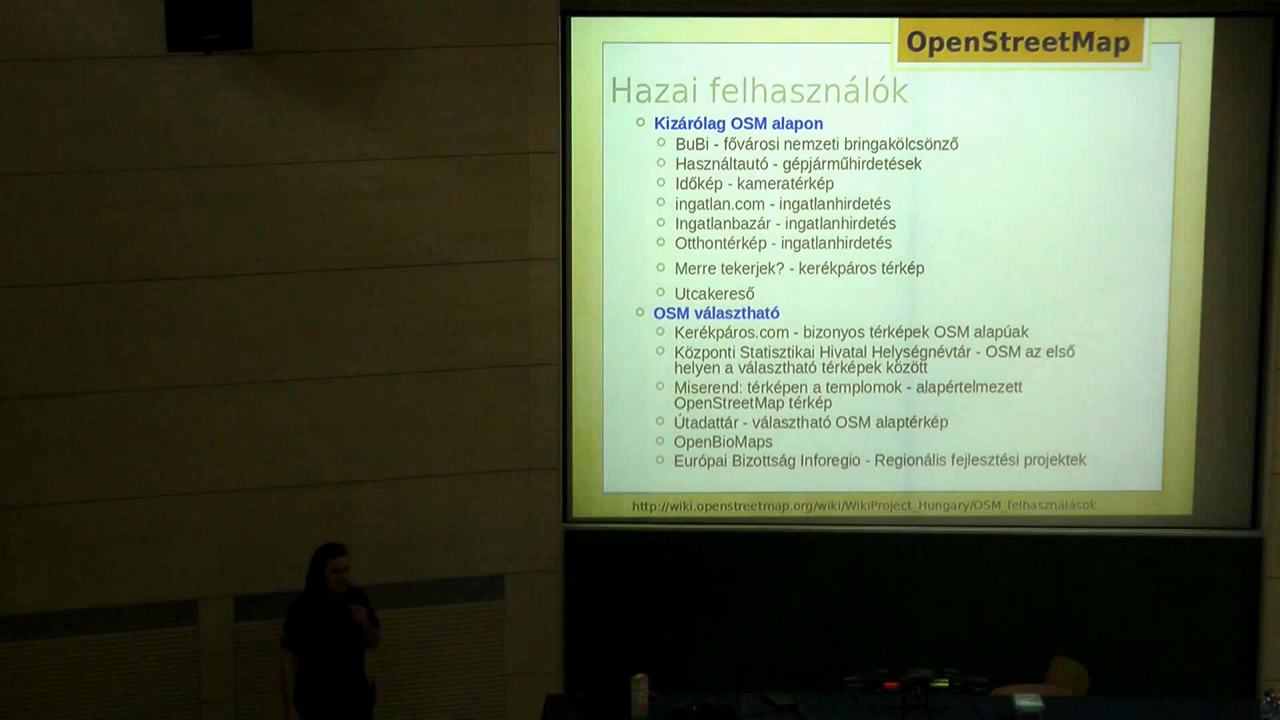 OpenStreetMap
Hazai felhasználók
Kizárólag OSM alapon
BuBi - fővárosi nemzeti bringakölcsönző
Használtautó - gépjárműhirdetések
Időkép - kameratérkép
ingatlan.com - ingatlanhirdetés
Ingatlanbazár - ingatlanhirdetés
Otthontérkép - ingatlanhirdetés
Merre tekerjek? - kerékpáros térkép
Utcakereső
OSM választható
Kerékpáros.com - bizonyos térképek OSM alapúak
Központi Statisztikai Hivatal Helységnévtár - OSM az első
helyen a választható térképek között
Miserend: térképen a templomok - alapértelmezett
OpenStreetMap térkép
Útadattár - választható OSM alaptérkép
OpenBioMaps
Európai Bizottság Inforegio - Regionális fejlesztési projektek
http://wiki.openstreetmap.org/wiki/WikiProject_Hungary/OSM_felhasználások